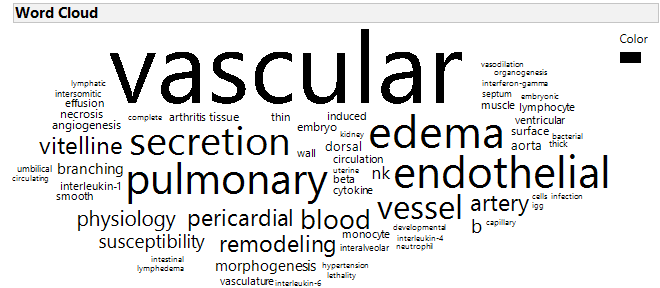 Word Cloud
Color
vascular
vasodilation
organogenesis
lymphatic
interferon-gamma
intersomitic
septum embryonic
effusion
muscle lymphocyte
necrosis complete arthritis tissue thin induced
ventricular
angiogenesis
embryo kidney
edema
surface bacterial
vitelline secretion wall dorsal
aorta thick
circulation
umbilical branching
circulating
pulmonary
uterine
beta nk
endothelial
interleukin-1
cytokine
smooth
vessel artery cells infection
igg
physiology pericardial blood
b capillary
developmental
susceptibility remodeling monocyte interleukin-4
interalveolar neutrophil
intestinal
lymphedema
morphogenesis hypertension
lethality
vasculature interleukin-6